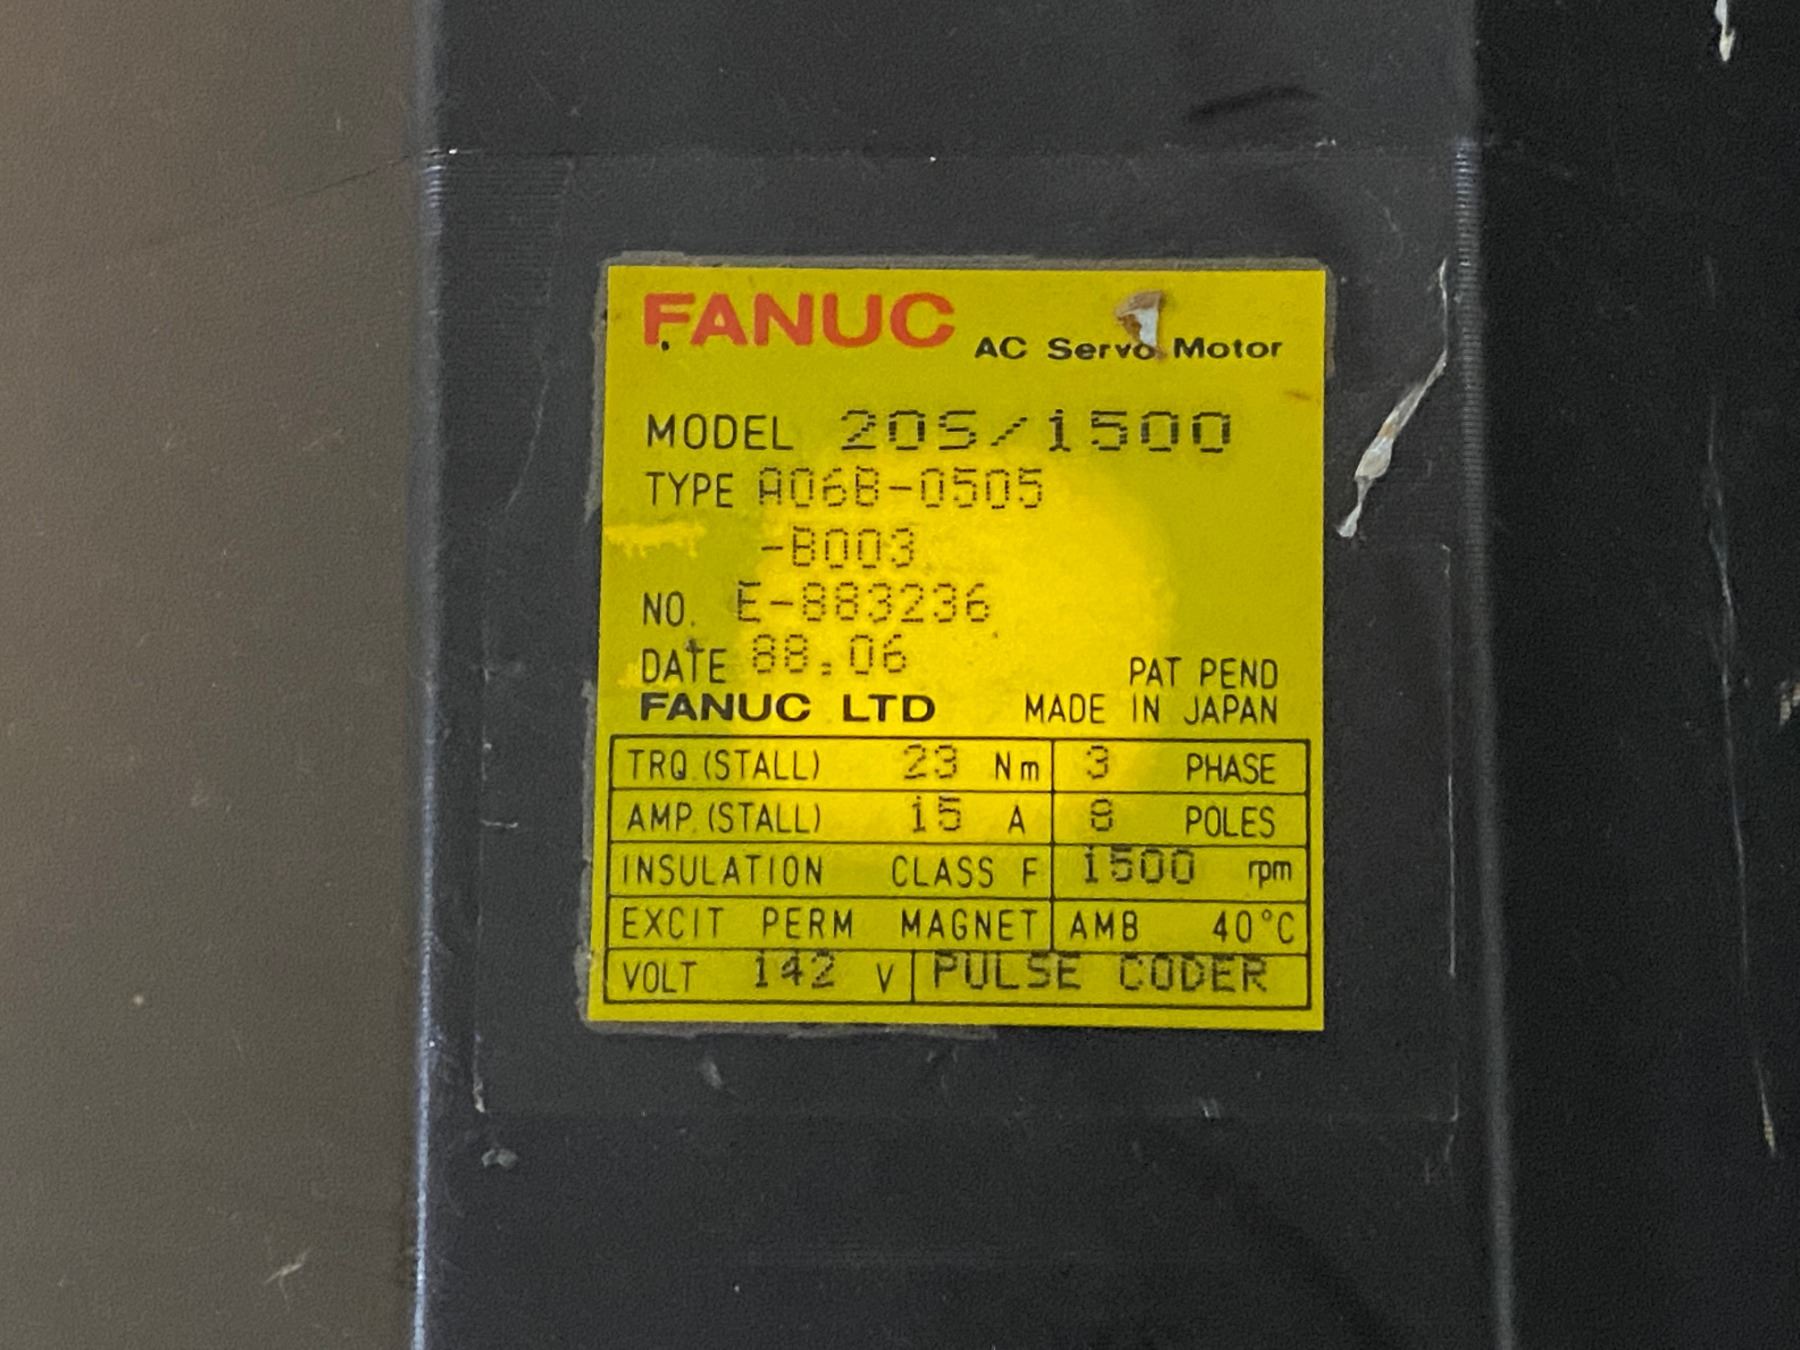 FANUC AC Servo Motor
MODEL 20S/1500
TYPE A06B-0505
-B003
NO. E-883236
DATE 88.06
PAT PEND
FANUC LTD MADE IN JAPAN
TRQ.(STALL) 23 Nm 3 PHASE
AMP.(STALL) 15 A 8 POLES
INSULATION CLASS F 1500 rpm
EXCIT PERM MAGNET AMB 40°C
VOLT 142 V PULSE CODER